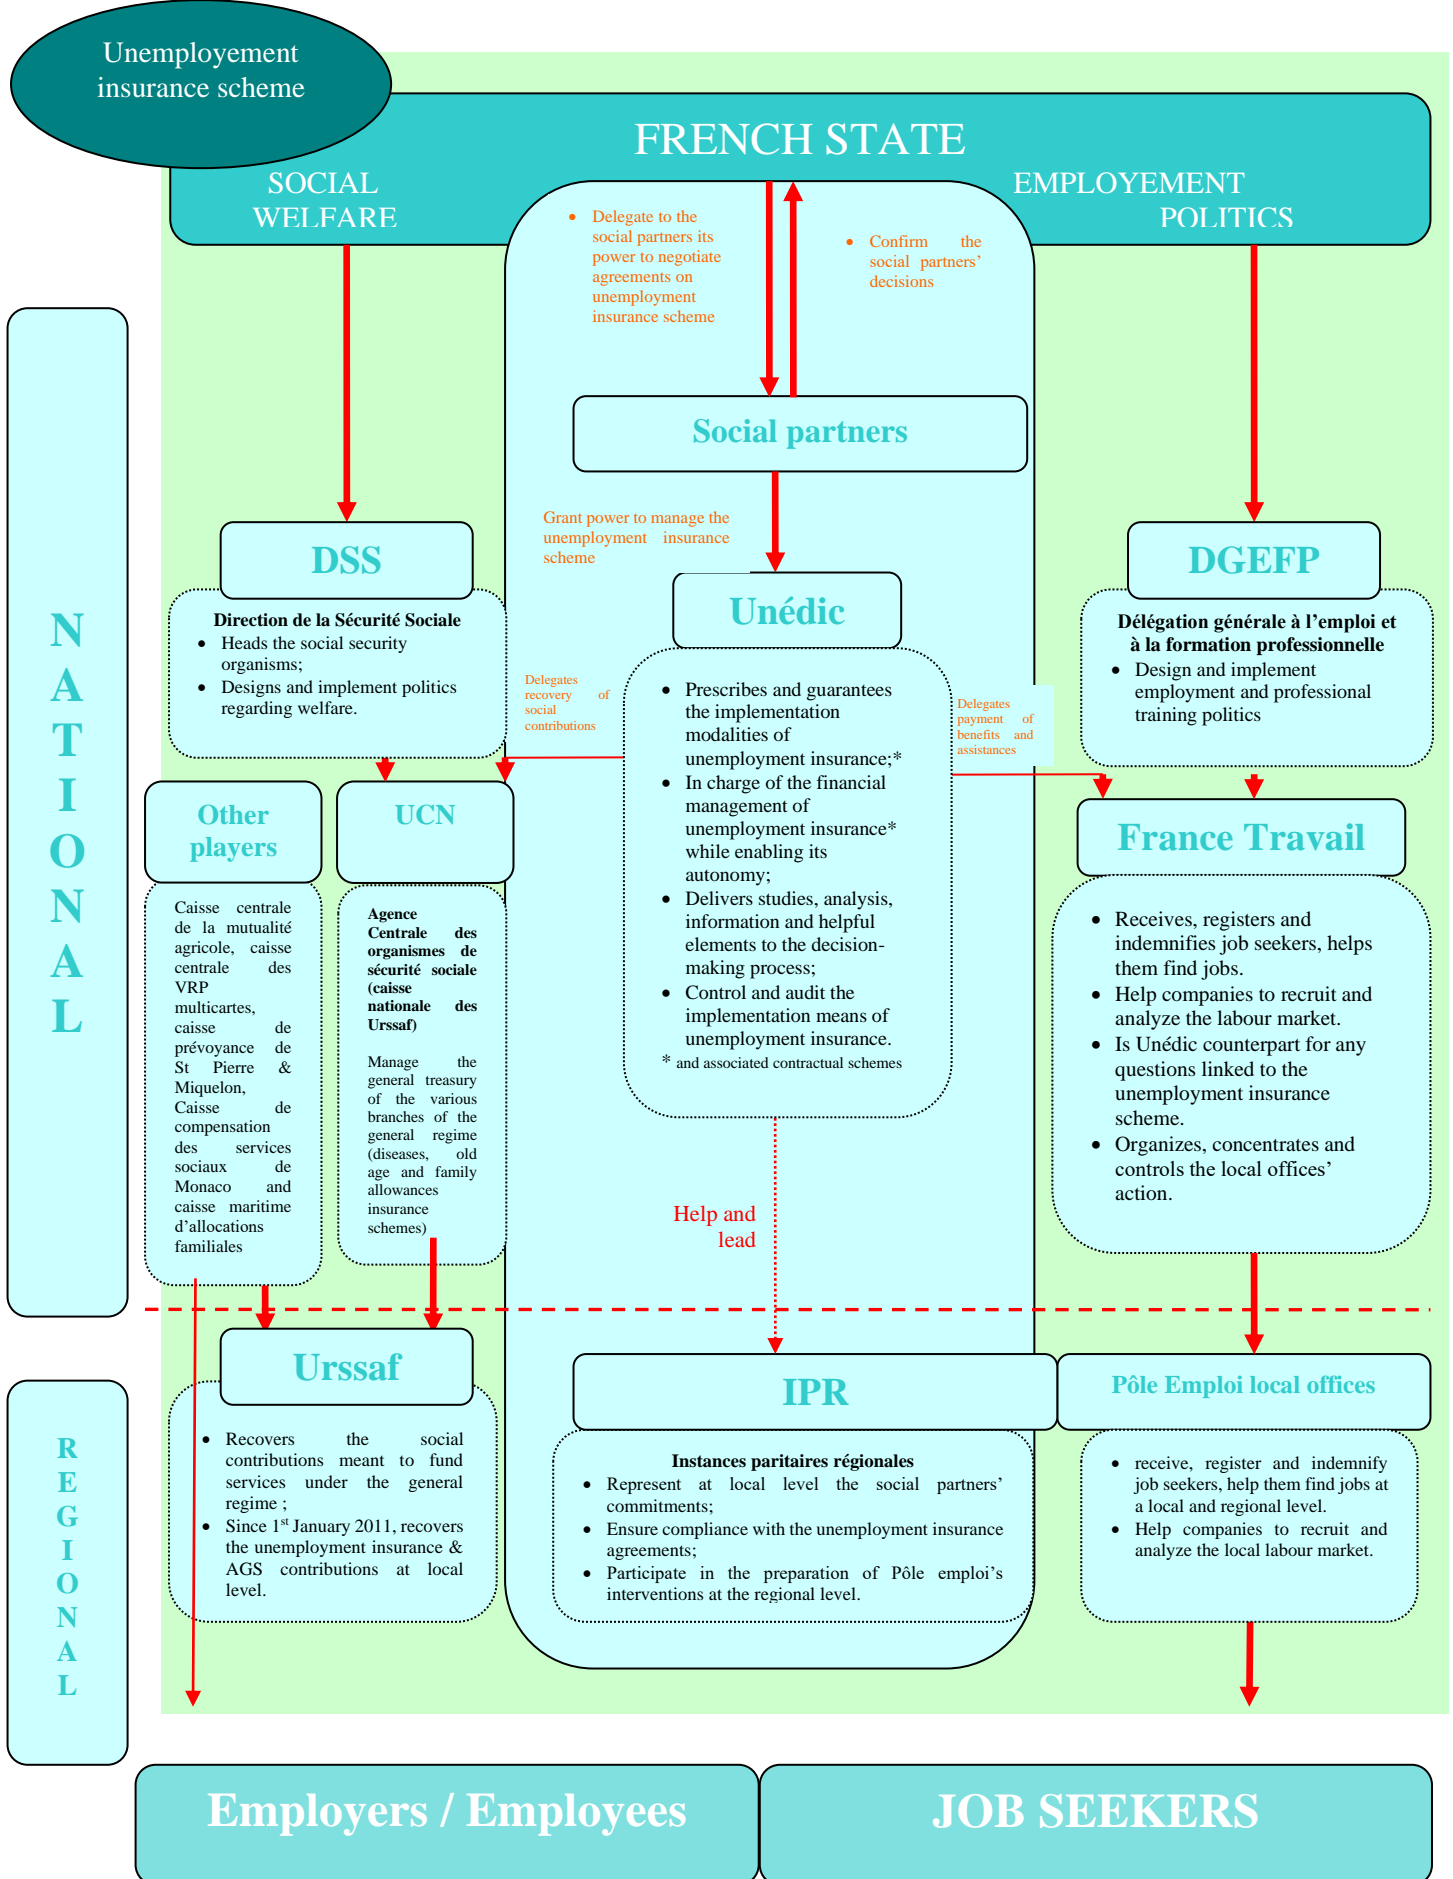 Unemployement
insurance scheme
FRENCH STATE
SOCIAL
WELFARE
EMPLOYEMENT
POLITICS
• Delegate to the
social partners its
power to negotiate
agreements on
unemployment
insurance scheme
• Confirm the
social partners’
decisions
Social partners
Grant power to manage the
unemployment insurance
scheme
NATIONAL
DSS
Direction de la Sécurité Sociale
• Heads the social security
organisms;
• Designs and implement politics
regarding welfare.
Unédic
• Prescribes and guarantees
the implementation
modalities of
unemployment insurance;*
• In charge of the financial
management of
unemployment insurance*
while enabling its
autonomy;
• Delivers studies, analysis,
information and helpful
elements to the decision-
making process;
• Control and audit the
implementation means of
unemployment insurance.
* and associated contractual schemes
DGEFP
Délégation générale à l’emploi et
à la formation professionnelle
• Design and implement
employment and professional
training politics
Delegates
recovery of
social
contributions
Delegates
payment of
benefits and
assistances
Other
players
Caisse centrale
de la mutualité
agricole, caisse
centrale des
VRP
multicartes,
caisse de
prévoyance de
St Pierre &
Miquelon,
Caisse de
compensation
des services
sociaux de
Monaco and
caisse maritime
d’allocations
familiales
UCN
Agence
Centrale des
organismes de
sécurité sociale
(caisse
nationale des
Urssaf)
Manage the
general treasury
of the various
branches of the
general regime
(diseases, old
age and family
allowances
insurance
schemes)
France Travail
• Receives, registers and
indemnifies job seekers, helps
them find jobs.
• Help companies to recruit and
analyze the labour market.
• Is Unédic counterpart for any
questions linked to the
unemployment insurance
scheme.
• Organizes, concentrates and
controls the local offices’
action.
Help and
lead
REGIONAL
Urssaf
• Recovers the social
contributions meant to fund
services under the general
regime ;
• Since 1st January 2011, recovers
the unemployment insurance &
AGS contributions at local
level.
IPR
Instances paritaires régionales
• Represent at local level the social partners’
commitments;
• Ensure compliance with the unemployment insurance
agreements;
• Participate in the preparation of Pôle emploi’s
interventions at the regional level.
Pôle Emploi local offices
• receive, register and indemnify
job seekers, help them find jobs at
a local and regional level.
• Help companies to recruit and
analyze the local labour market.
Employers / Employees
JOB SEEKERS